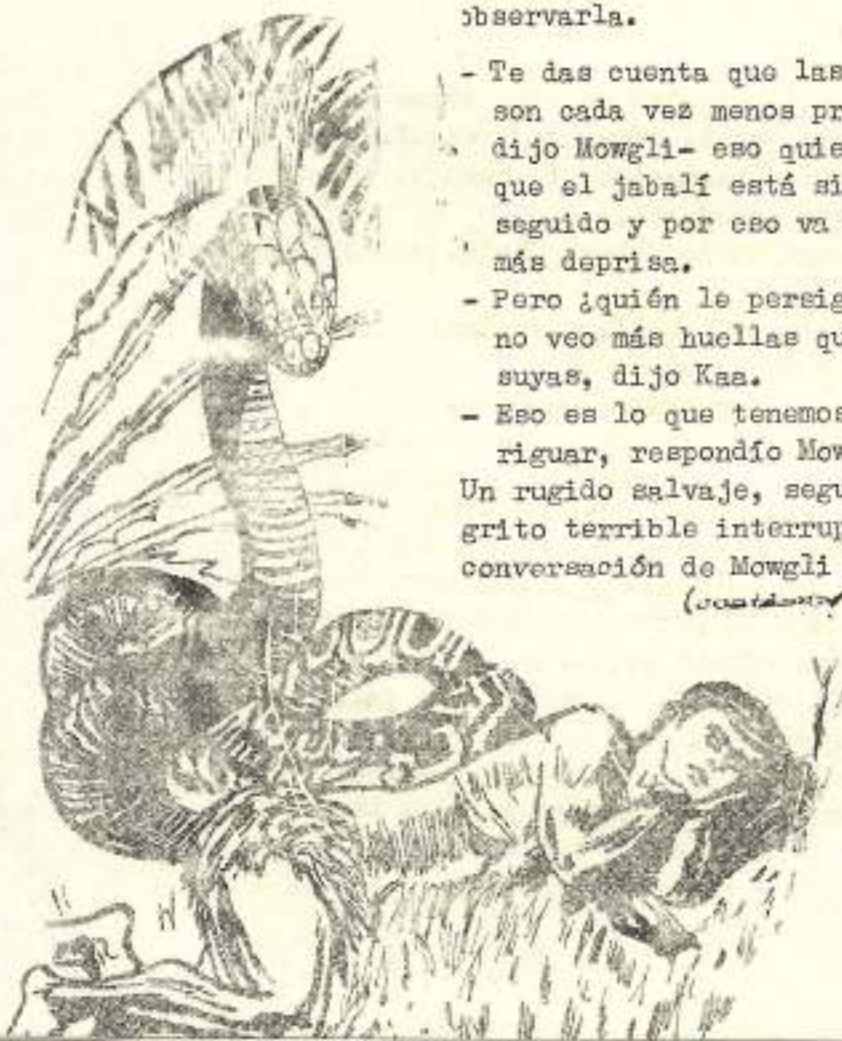 observarla.
- Te das cuenta que las
son cada vez menos pr
dijo Mowgli- eso quie
que el jabalí está si
seguido y por eso va
más deprisa.
- Pero ¿quién le persig
no veo más huellas qu
suyas, dijo Kaa.
- Eso es lo que tenemos
riguar, respondío Mow
Un rugido salvaje, segu
grito terrible interrup
conversación de Mowgli